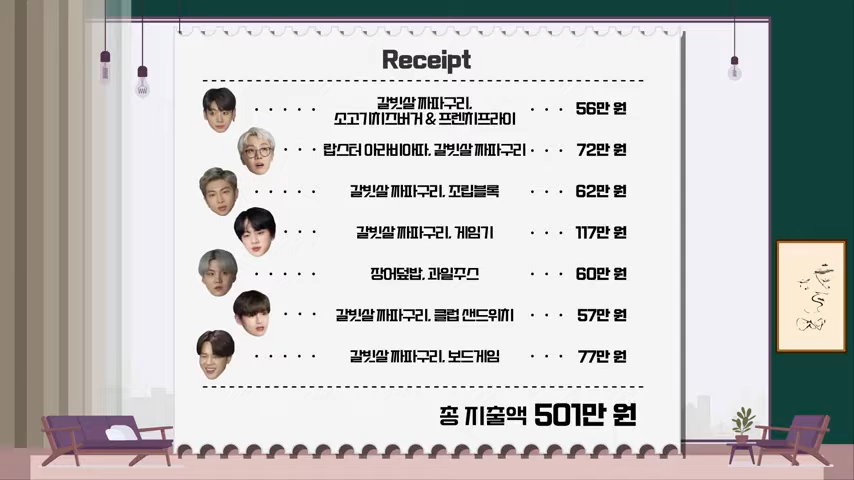 Receipt
갈빗살 짜파구리,
소고기치즈버거 & 프렌치프라이
56만 원
랍스터 아라비아따, 갈빗살 짜파구리
72만 원
갈빗살 짜파구리, 조립블록
62만 원
갈빗살 짜파구리, 게임기
117만 원
장어덮밥, 과일주스
60만 원
갈빗살 짜파구리, 클럽 샌드위치
57만 원
갈빗살 짜파구리, 보드게임
77만 원
총 지출액 501만 원